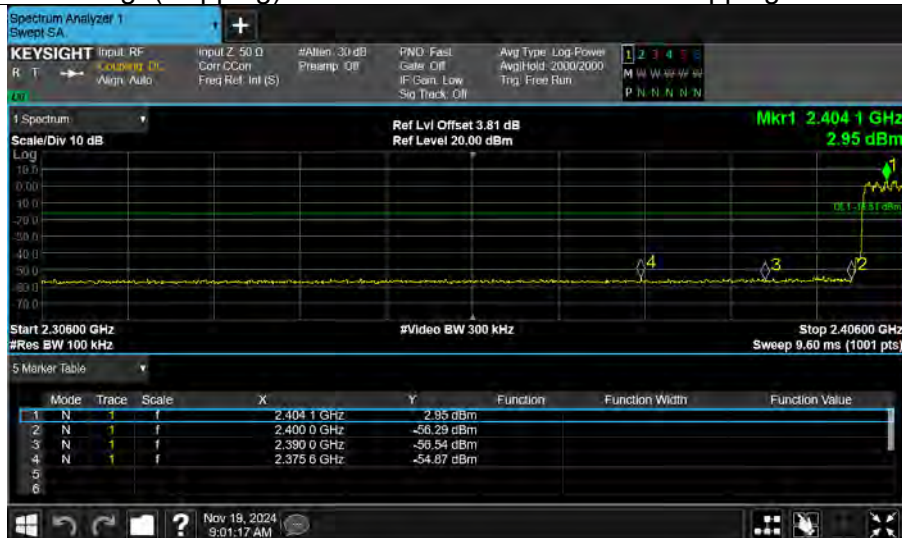 Spectrum Analyzer 1
Swept SA
+
KEYSIGHT Input: RF Input Z: 50 Ω #Atten: 30 dB PNO: Fast Avg Type: Log-Power 1 2 3 4 5 6
R T Coupling: DC Corr CCorr Preamp: Off Gate: Off Avg|Hold: 2000/2000 M W W W W W
Align: Auto Freq Ref: Int (S) IF Gain: Low Trig: Free Run P N N N N N
Sig Track: Off
1 Spectrum Ref Lvl Offset 3.81 dB Mkr1 2.404 1 GHz
Scale/Div 10 dB Ref Level 20.00 dBm 2.95 dBm
Log
10.0
0.00
-10.0
-20.0
-30.0
-40.0
-50.0
-60.0
-70.0
1
4
3
2
Start 2.30600 GHz #Video BW 300 kHz Stop 2.40600 GHz
#Res BW 100 kHz Sweep 9.60 ms (1001 pts)
5 Marker Table
Mode Trace Scale X Y Function Function Width Function Value
1 N 1 f 2.404 1 GHz 2.95 dBm
2 N 1 f 2.400 0 GHz -56.29 dBm
3 N 1 f 2.390 0 GHz -56.54 dBm
4 N 1 f 2.375 6 GHz -54.87 dBm
5
6
?
Nov 19, 2024
9:01:17 AM